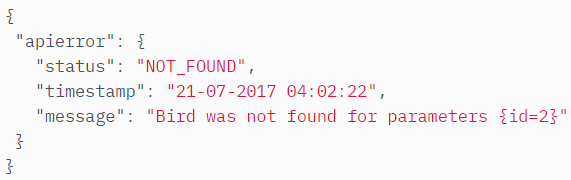 {
 "apierror": {
   "status": "NOT_FOUND",
   "timestamp": "21-07-2017 04:02:22",
   "message": "Bird was not found for parameters {id=2}"
 }
}